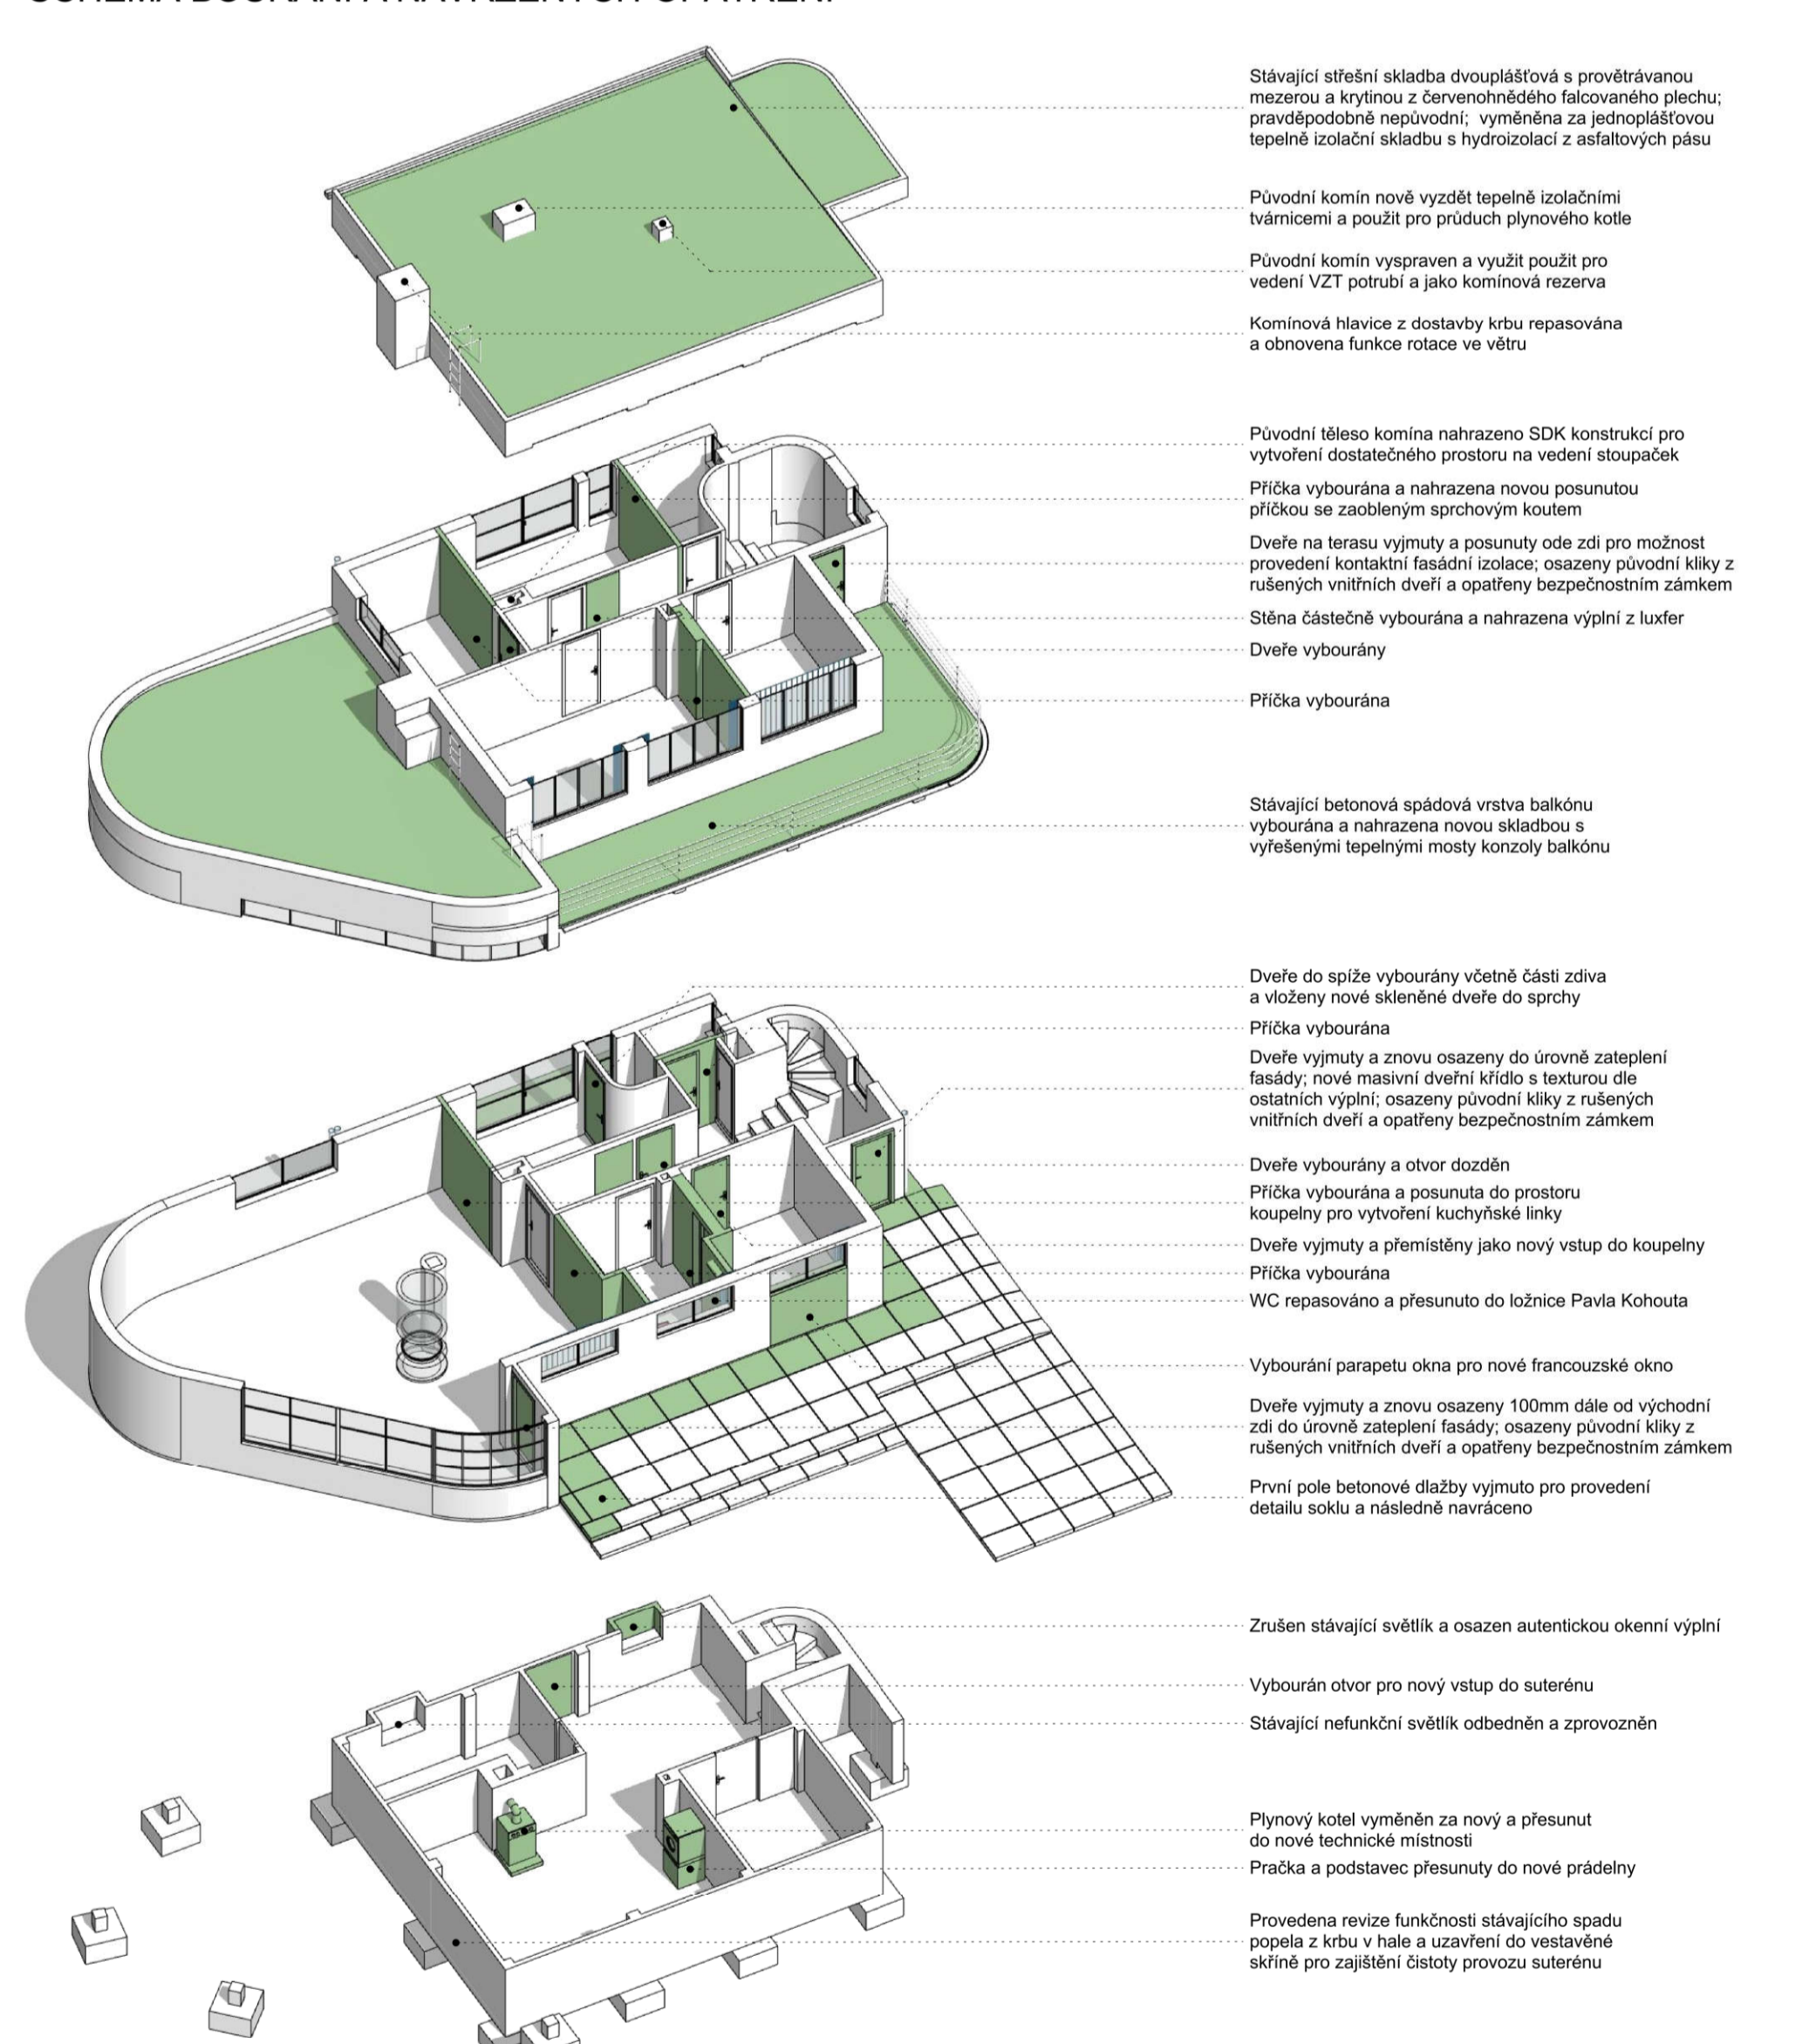 Stávající střešní skladba dvouplášťová s provětrávanou
mezerou a krytinou z červenohnědého falcovaného plechu;
pravděpodobně nepůvodní; vyměněna za jednoplášťovou
tepelně izolační skladbu s hydroizolací z asfaltových pásu
Původní komín nově vyzdět tepelně izolačními
tvárnicemi a použit pro průduch plynového kotle
Původní komín vyspraven a využit použit pro
vedení VZT potrubí a jako komínová rezerva
Komínová hlavice z dostavby krbu repasována
a obnovena funkce rotace ve větru
Původní těleso komína nahrazeno SDK konstrukcí pro
vytvoření dostatečného prostoru na vedení stoupaček
Příčka vybourána a nahrazena novou posunutou
příčkou se zaobleným sprchovým koutem
Dveře na terasu vyjmuty a posunuty ode zdi pro možnost
provedení kontaktní fasádní izolace; osazeny původní kliky z
rušených vnitřních dveří a opatřeny bezpečnostním zámkem
Stěna částečně vybourána a nahrazena výplní z luxfer
Dveře vybourány
Příčka vybourána
Stávající betonová spádová vrstva balkónu
vybourána a nahrazena novou skladbou s
vyřešenými tepelnými mosty konzoly balkónu
Dveře do spíže vybourány včetně části zdiva
a vloženy nové skleněné dveře do sprchy
Příčka vybourána
Dveře vyjmuty a znovu osazeny do úrovně zateplení
fasády; nové masivní dveřní křídlo s texturou dle
ostatních výplní; osazeny původní kliky z rušených
vnitřních dveří a opatřeny bezpečnostním zámkem
Dveře vybourány a otvor dozděn
Příčka vybourána a posunuta do prostoru
koupelny pro vytvoření kuchyňské linky
Dveře vyjmuty a přemístěny jako nový vstup do koupelny
Příčka vybourána
WC repasováno a přesunuto do ložnice Pavla Kohouta
Vybourání parapetu okna pro nové francouzské okno
Dveře vyjmuty a znovu osazeny 100mm dále od východní
zdi do úrovně zateplení fasády; osazeny původní kliky z
rušených vnitřních dveří a opatřeny bezpečnostním zámkem
První pole betonové dlažby vyjmuto pro provedení
detailu soklu a následně navráceno
Zrušen stávající světlík a osazen autentickou okenní výplní
Vybourán otvor pro nový vstup do suterénu
Stávající nefunkční světlík odbedněn a zprovozněn
Plynový kotel vyměněn za nový a přesunut
do nové technické místnosti
Pračka a podstavec přesunuty do nové prádelny
Provedena revize funkčnosti stávajícího spadu
popela z krbu v hale a uzavření do vestavěné
skříně pro zajištění čistoty provozu suterénu